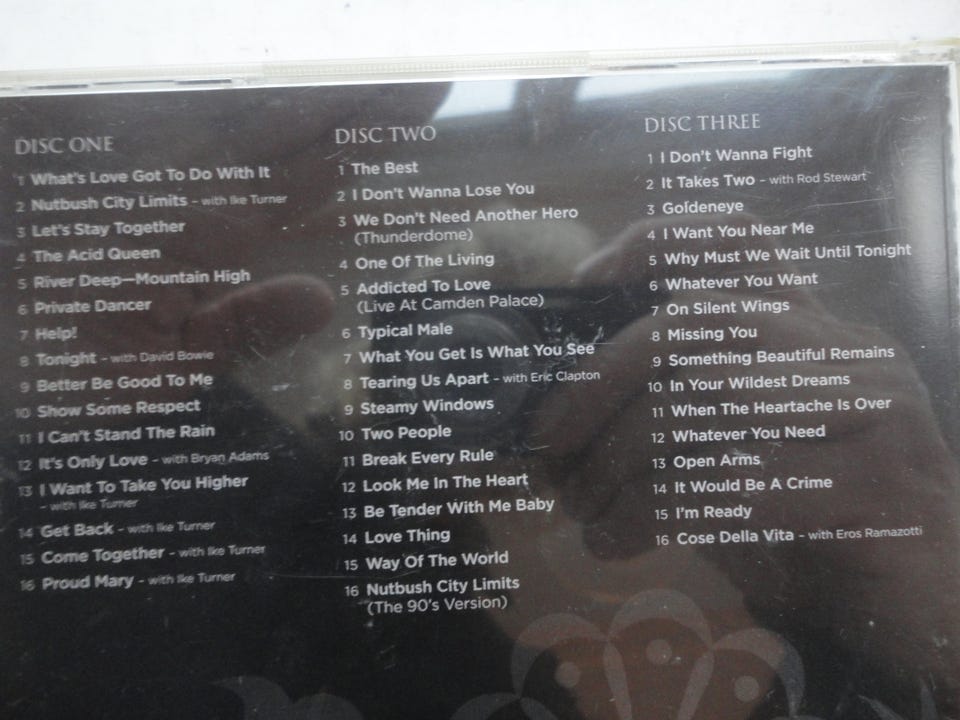 DISC ONE
1 What's Love Got To Do With It
2 Nutbush City Limits - with Ike Turner
3 Let's Stay Together
4 The Acid Queen
5 River Deep—Mountain High
6 Private Dancer
7 Help!
8 Tonight - with David Bowie
9 Better Be Good To Me
10 Show Some Respect
11 I Can't Stand The Rain
12 It's Only Love - with Bryan Adams
13 I Want To Take You Higher
- with Ike Turner
14 Get Back - with Ike Turner
15 Come Together - with Ike Turner
16 Proud Mary - with Ike Turner
DISC TWO
1 The Best
2 I Don't Wanna Lose You
3 We Don't Need Another Hero
(Thunderdome)
4 One Of The Living
5 Addicted To Love
(Live At Camden Palace)
6 Typical Male
7 What You Get Is What You See
8 Tearing Us Apart - with Eric Clapton
9 Steamy Windows
10 Two People
11 Break Every Rule
12 Look Me In The Heart
13 Be Tender With Me Baby
14 Love Thing
15 Way Of The World
16 Nutbush City Limits
(The 90's Version)
DISC THREE
1 I Don't Wanna Fight
2 It Takes Two - with Rod Stewart
3 Goldeneye
4 I Want You Near Me
5 Why Must We Wait Until Tonight
6 Whatever You Want
7 On Silent Wings
8 Missing You
9 Something Beautiful Remains
10 In Your Wildest Dreams
11 When The Heartache Is Over
12 Whatever You Need
13 Open Arms
14 It Would Be A Crime
15 I'm Ready
16 Cose Della Vita - with Eros Ramazotti